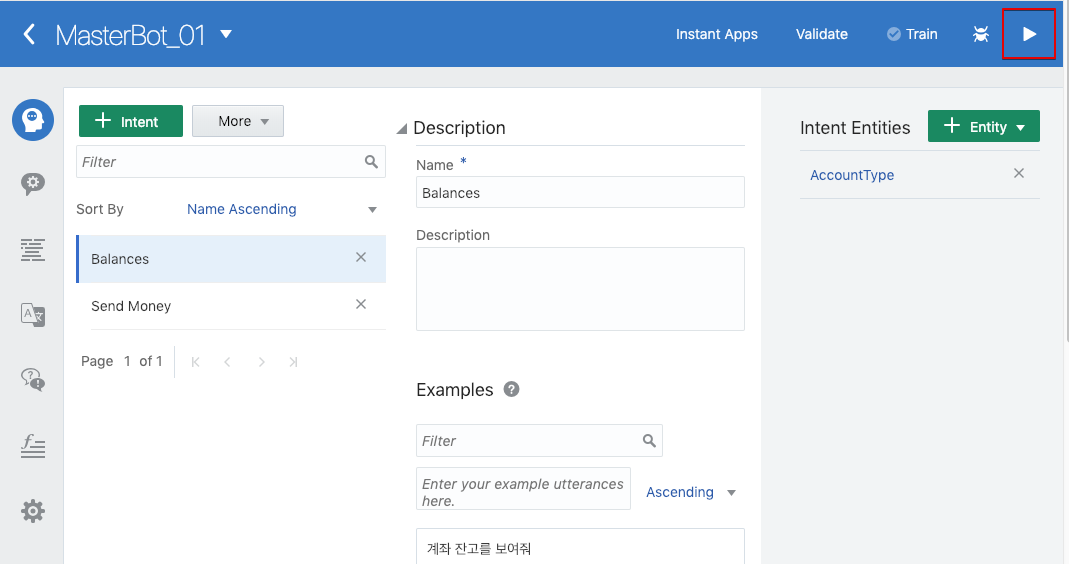 MasterBot_01
Instant Apps
Validate
Train
Intent
More
Filter
Sort By
Name Ascending
Balances
Send Money
Page 1 of 1
Description
Name *
Balances
Description
Examples
Filter
Enter your example utterances
here.
Ascending
계좌 잔고를 보여줘
Intent Entities
Entity
AccountType